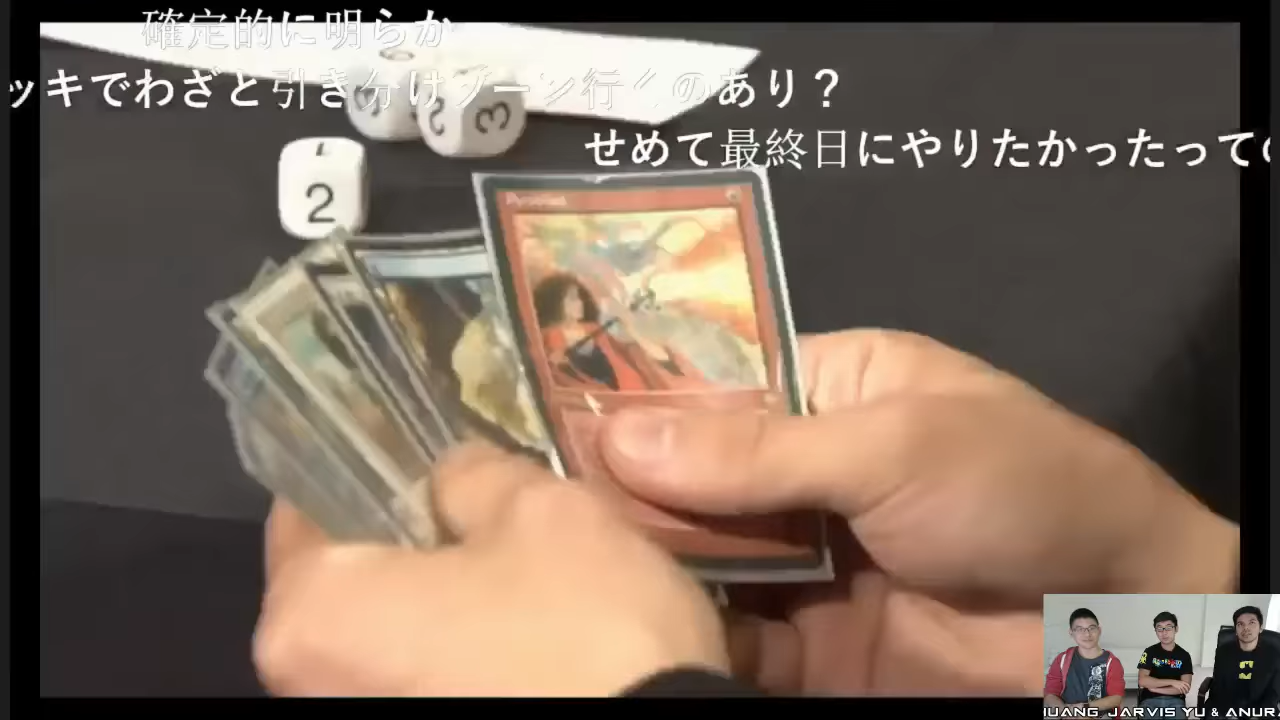 確定的に明らか
ッキでわざと引き分けゾーン行くのあり？
せめて最終日にやりたかったって
2
3
HUANG, JARVIS YU & ANUR